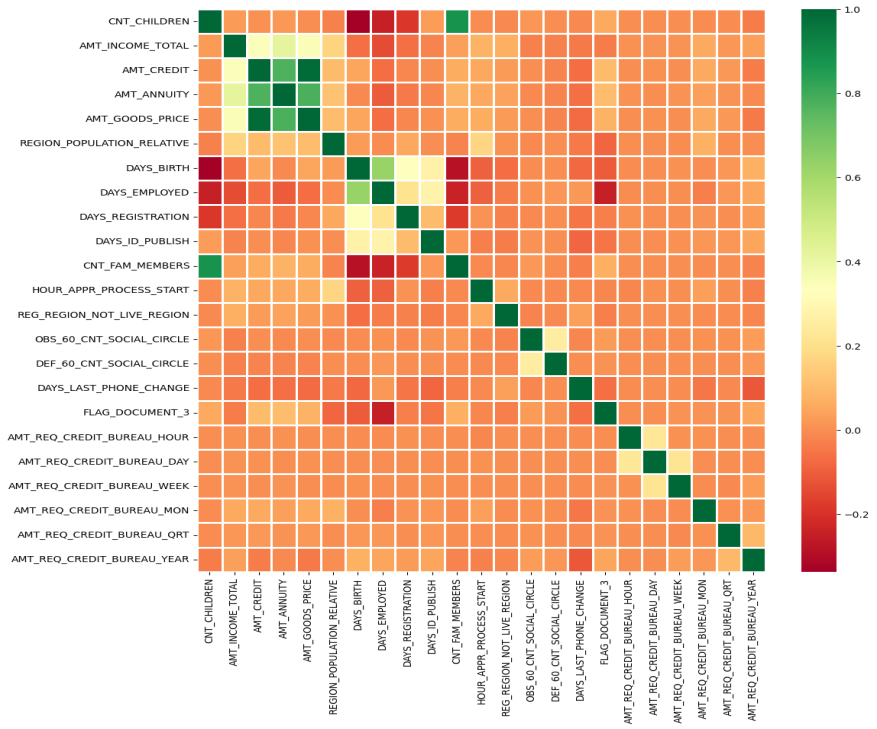 CNT_CHILDREN
AMT_INCOME_TOTAL
AMT_CREDIT
AMT_ANNUITY
AMT_GOODS_PRICE
REGION_POPULATION_RELATIVE
DAYS_BIRTH
DAYS_EMPLOYED
DAYS_REGISTRATION
DAYS_ID_PUBLISH
CNT_FAM_MEMBERS
HOUR_APPR_PROCESS_START
REG_REGION_NOT_LIVE_REGION
OBS_60_CNT_SOCIAL_CIRCLE
DEF_60_CNT_SOCIAL_CIRCLE
DAYS_LAST_PHONE_CHANGE
FLAG_DOCUMENT_3
AMT_REQ_CREDIT_BUREAU_HOUR
AMT_REQ_CREDIT_BUREAU_DAY
AMT_REQ_CREDIT_BUREAU_WEEK
AMT_REQ_CREDIT_BUREAU_MON
AMT_REQ_CREDIT_BUREAU_QRT
AMT_REQ_CREDIT_BUREAU_YEAR
CNT_CHILDREN
AMT_INCOME_TOTAL
AMT_CREDIT
AMT_ANNUITY
AMT_GOODS_PRICE
REGION_POPULATION_RELATIVE
DAYS_BIRTH
DAYS_EMPLOYED
DAYS_REGISTRATION
DAYS_ID_PUBLISH
CNT_FAM_MEMBERS
HOUR_APPR_PROCESS_START
REG_REGION_NOT_LIVE_REGION
OBS_60_CNT_SOCIAL_CIRCLE
DEF_60_CNT_SOCIAL_CIRCLE
DAYS_LAST_PHONE_CHANGE
FLAG_DOCUMENT_3
AMT_REQ_CREDIT_BUREAU_HOUR
AMT_REQ_CREDIT_BUREAU_DAY
AMT_REQ_CREDIT_BUREAU_WEEK
AMT_REQ_CREDIT_BUREAU_MON
AMT_REQ_CREDIT_BUREAU_QRT
AMT_REQ_CREDIT_BUREAU_YEAR
1.0
0.8
0.6
0.4
0.2
0.0
−0.2